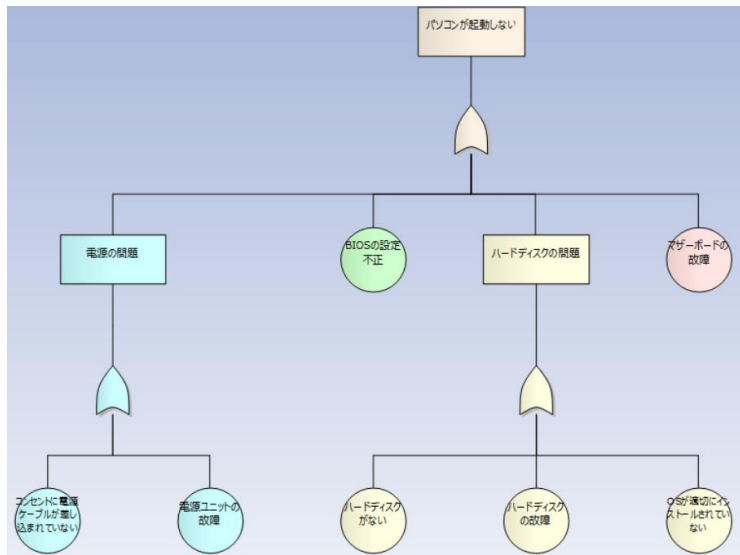 パソコンが起動しない
電源の問題
BIOSの設定
不正
ハードディスクの問題
マザーボードの
故障
コンセントに電源
ケーブルが差し
込まれていない
電源ユニットの
故障
ハードディスク
がない
ハードディスク
の故障
OSが適切にイン
ストールされてい
ない